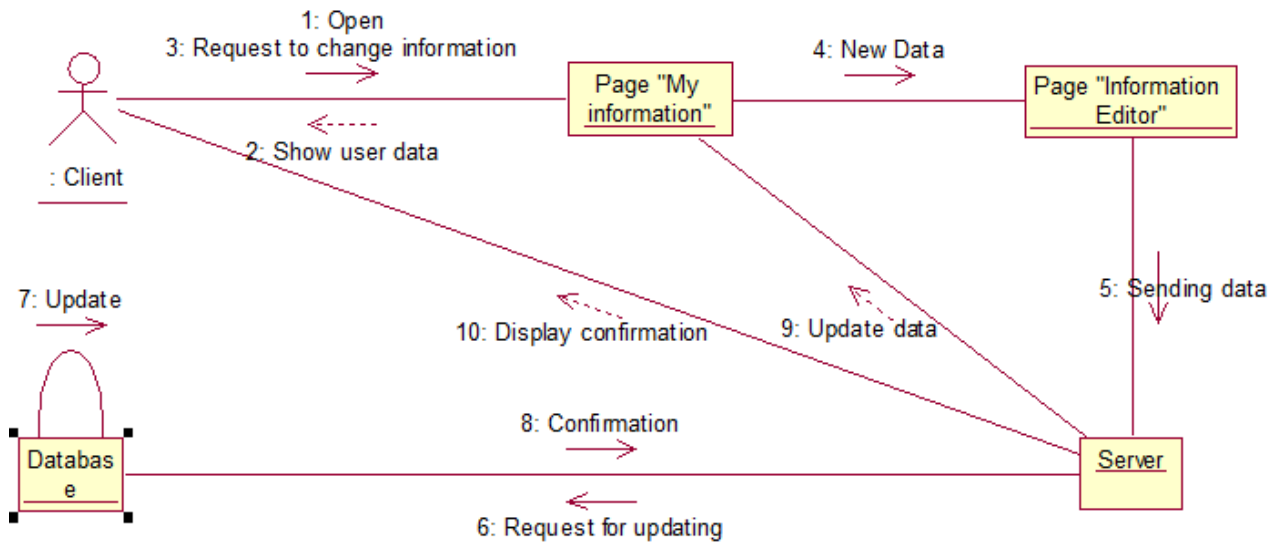 1: Open
3: Request to change information
4: New Data
Page "My
information"
Page "Information
Editor"
2: Show user data
: Client
7: Update
5: Sending data
10: Display confirmation
9: Update data
8: Confirmation
Databas
e
Server
6: Request for updating